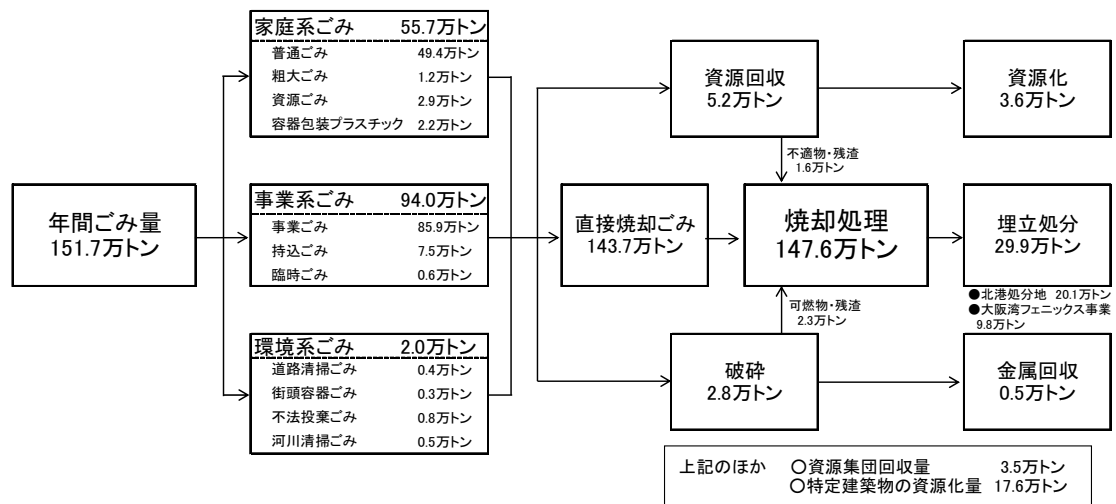 年間ごみ量
151.7万トン
家庭系ごみ 55.7万トン
普通ごみ 49.4万トン
粗大ごみ 1.2万トン
資源ごみ 2.9万トン
容器包装プラスチック 2.2万トン
事業系ごみ 94.0万トン
事業ごみ 85.9万トン
持込ごみ 7.5万トン
臨時ごみ 0.6万トン
環境系ごみ 2.0万トン
道路清掃ごみ 0.4万トン
街頭容器ごみ 0.3万トン
不法投棄ごみ 0.8万トン
河川清掃ごみ 0.5万トン
資源回収
5.2万トン
資源化
3.6万トン
不適物・残渣
1.6万トン
直接焼却ごみ
143.7万トン
焼却処理
147.6万トン
埋立処分
29.9万トン
●北港処分地 20.1万トン
●大阪湾フェニックス事業
9.8万トン
可燃物・残渣
2.3万トン
破砕
2.8万トン
金属回収
0.5万トン
上記のほか ○資源集団回収量 3.5万トン
○特定建築物の資源化量 17.6万トン